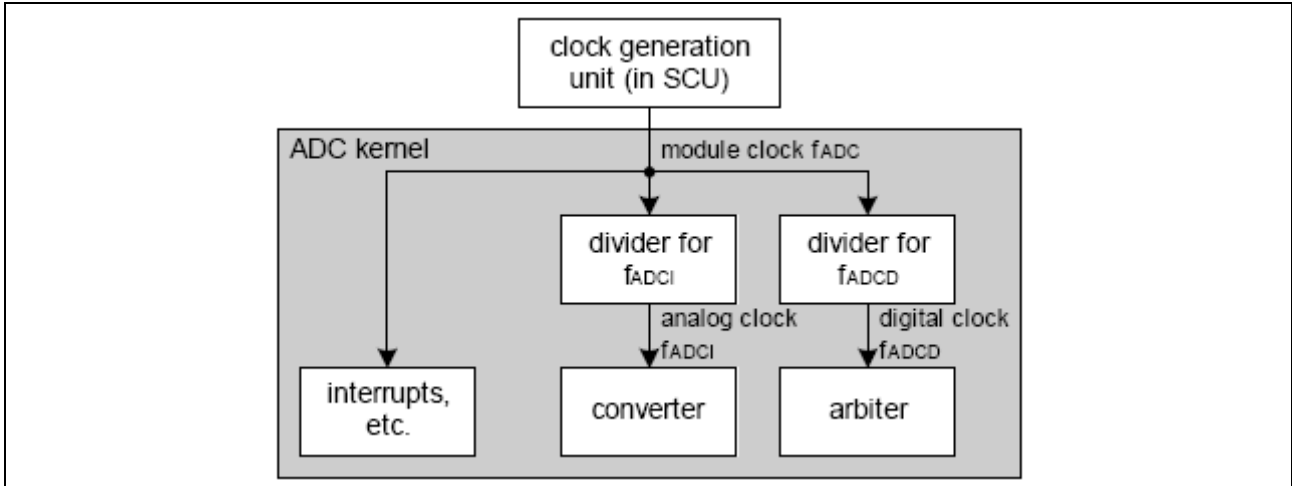 clock generation
unit (in SCU)
ADC kernel
module clock fADC
divider for
fADCI
divider for
fADCD
analog clock
fADCI
digital clock
fADCD
interrupts,
etc.
converter
arbiter